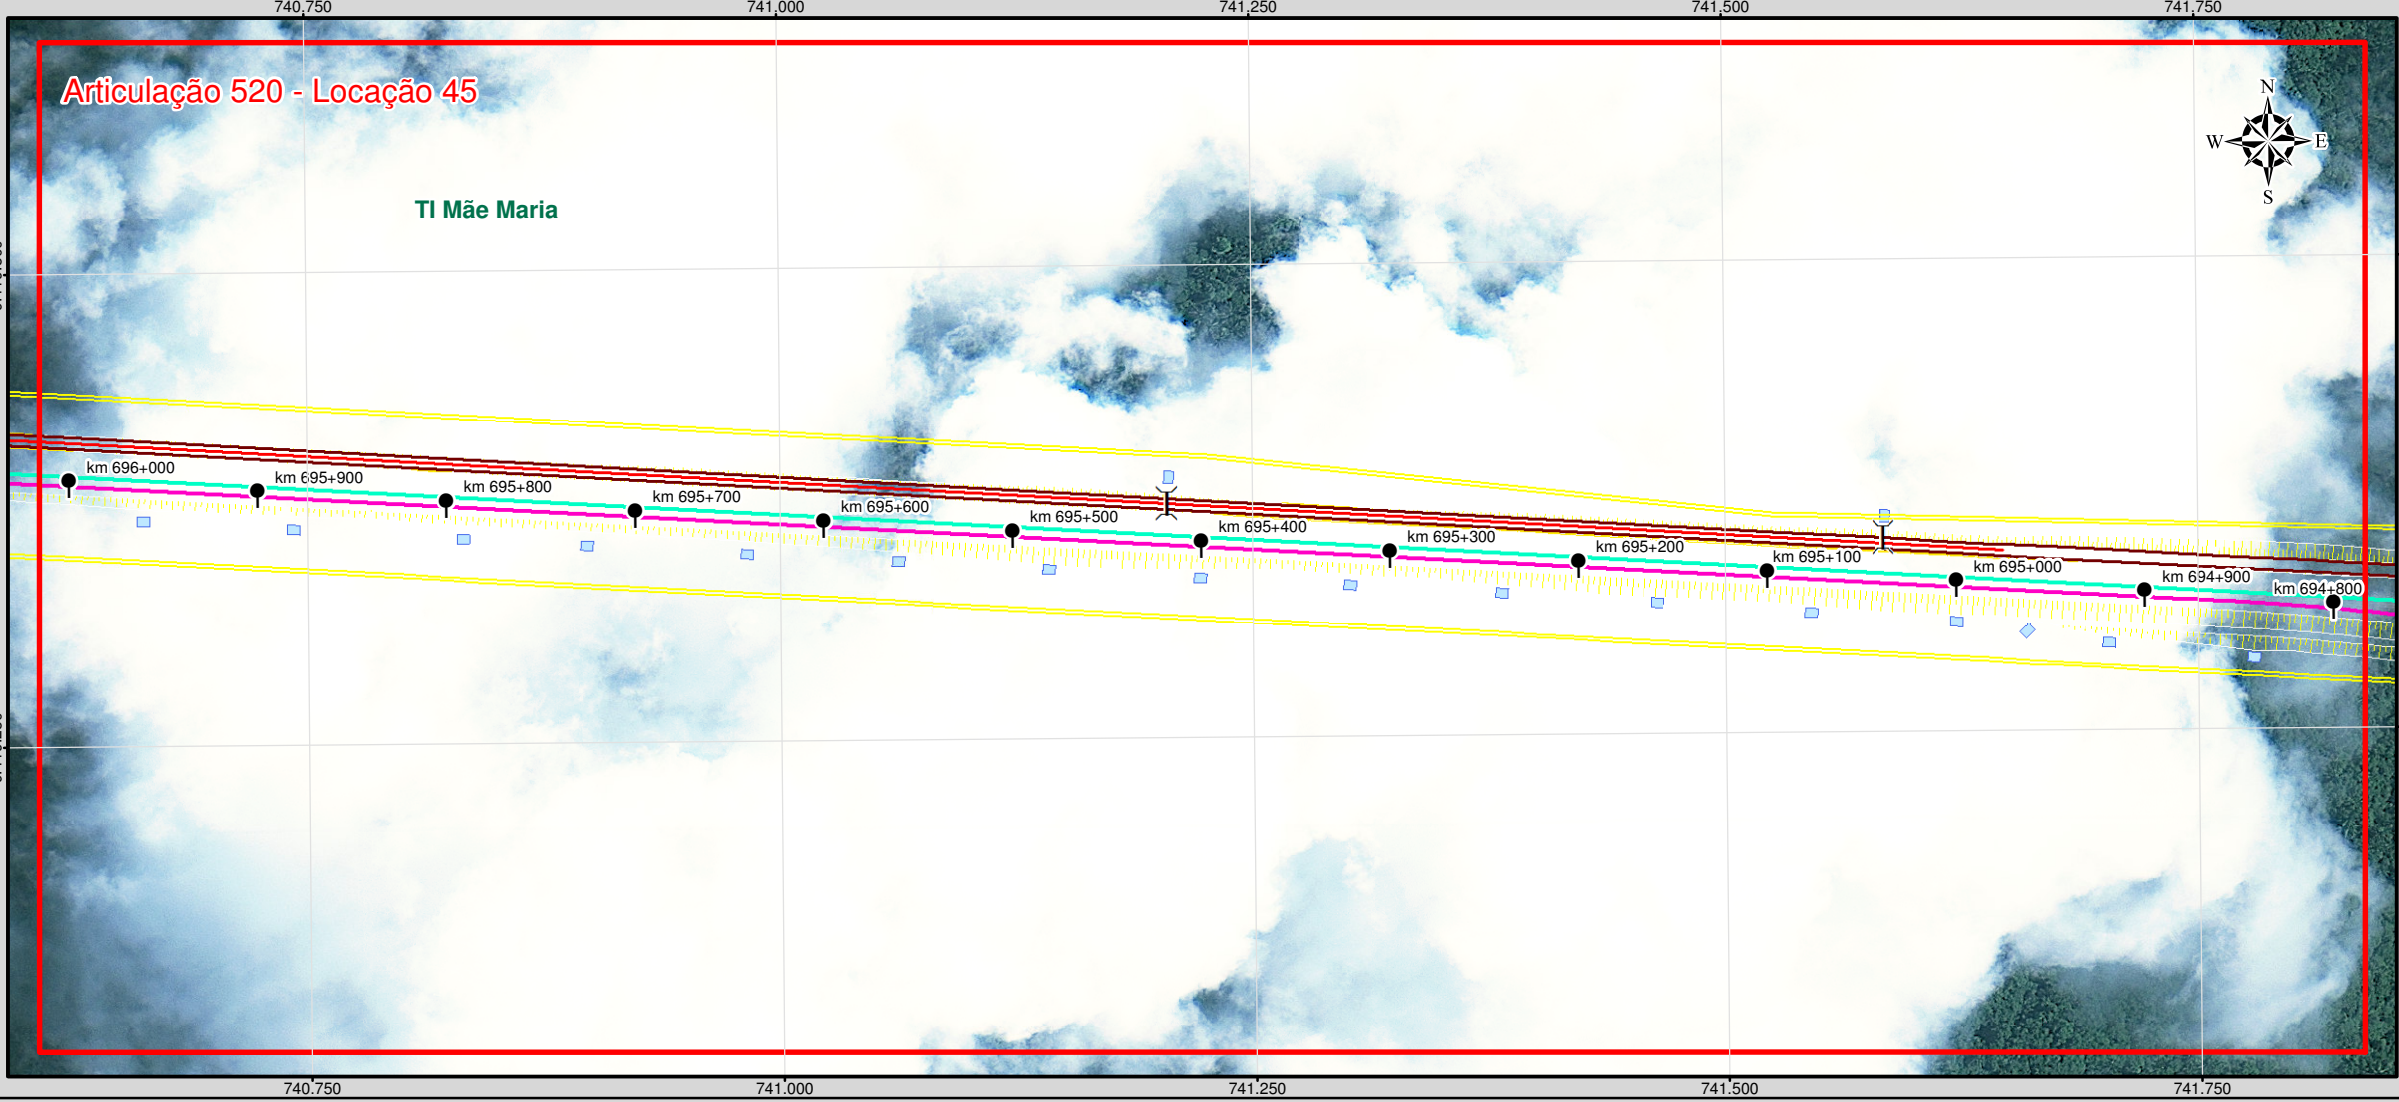 740.750
741.000
741.250
741.500
741.750
Articulação 520 - Locação 45
N
W
E
S
TI Mãe Maria
km 696+000
km 695+900
km 695+800
km 695+700
km 695+600
km 695+500
km 695+400
km 695+300
km 695+200
km 695+100
km 695+000
km 694+900
km 694+800
740.750
741.000
741.250
741.500
741.750